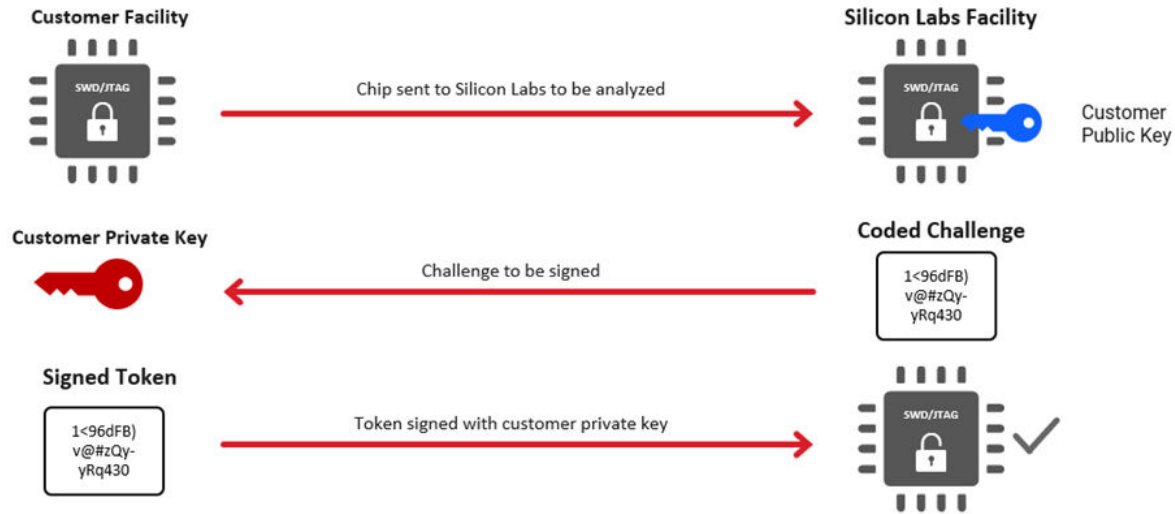 Customer Facility
Silicon Labs Facility
SWD/JTAG
Chip sent to Silicon Labs to be analyzed
SWD/JTAG
Customer
Public Key
Customer Private Key
Coded Challenge
Challenge to be signed
1<96dFB)
v@#zQy-
yRq430
Signed Token
1<96dFB)
v@#zQy-
yRq430
Token signed with customer private key
SWD/JTAG